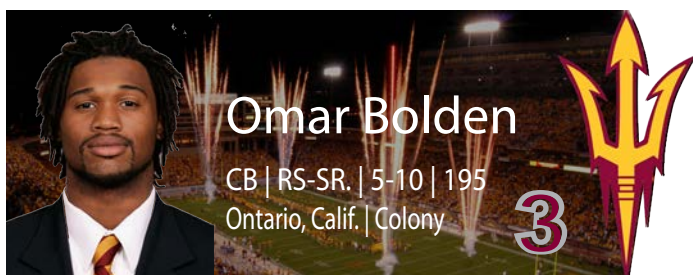 Omar Bolden
CB | RS-SR. | 5-10 | 195
Ontario, Calif. | Colony
3